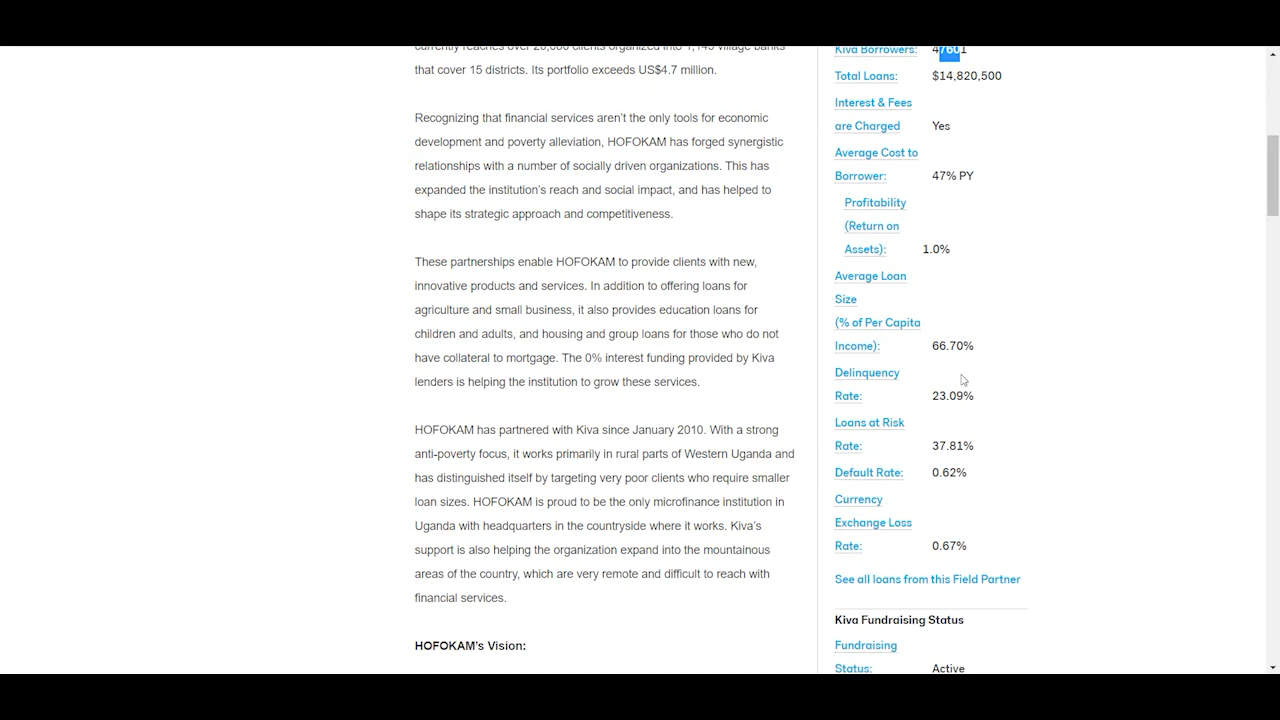 currently reaches over 20,000 clients organized into 1,149 village banks
that cover 15 districts. Its portfolio exceeds US$4.7 million.
Recognizing that financial services aren't the only tools for economic
development and poverty alleviation, HOFOKAM has forged synergistic
relationships with a number of socially driven organizations. This has
expanded the institution's reach and social impact, and has helped to
shape its strategic approach and competitiveness.
These partnerships enable HOFOKAM to provide clients with new,
innovative products and services. In addition to offering loans for
agriculture and small business, it also provides education loans for
children and adults, and housing and group loans for those who do not
have collateral to mortgage. The 0% interest funding provided by Kiva
lenders is helping the institution to grow these services.
HOFOKAM has partnered with Kiva since January 2010. With a strong
anti-poverty focus, it works primarily in rural parts of Western Uganda and
has distinguished itself by targeting very poor clients who require smaller
loan sizes. HOFOKAM is proud to be the only microfinance institution in
Uganda with headquarters in the countryside where it works. Kiva's
support is also helping the organization expand into the mountainous
areas of the country, which are very remote and difficult to reach with
financial services.
HOFOKAM's Vision:
Kiva Borrowers: 47601
Total Loans: $14,820,500
Interest & Fees
are Charged Yes
Average Cost to
Borrower: 47% PY
Profitability
(Return on
Assets): 1.0%
Average Loan
Size
(% of Per Capita
Income): 66.70%
Delinquency
Rate: 23.09%
Loans at Risk
Rate: 37.81%
Default Rate: 0.62%
Currency
Exchange Loss
Rate: 0.67%
See all loans from this Field Partner
Kiva Fundraising Status
Fundraising
Status: Active